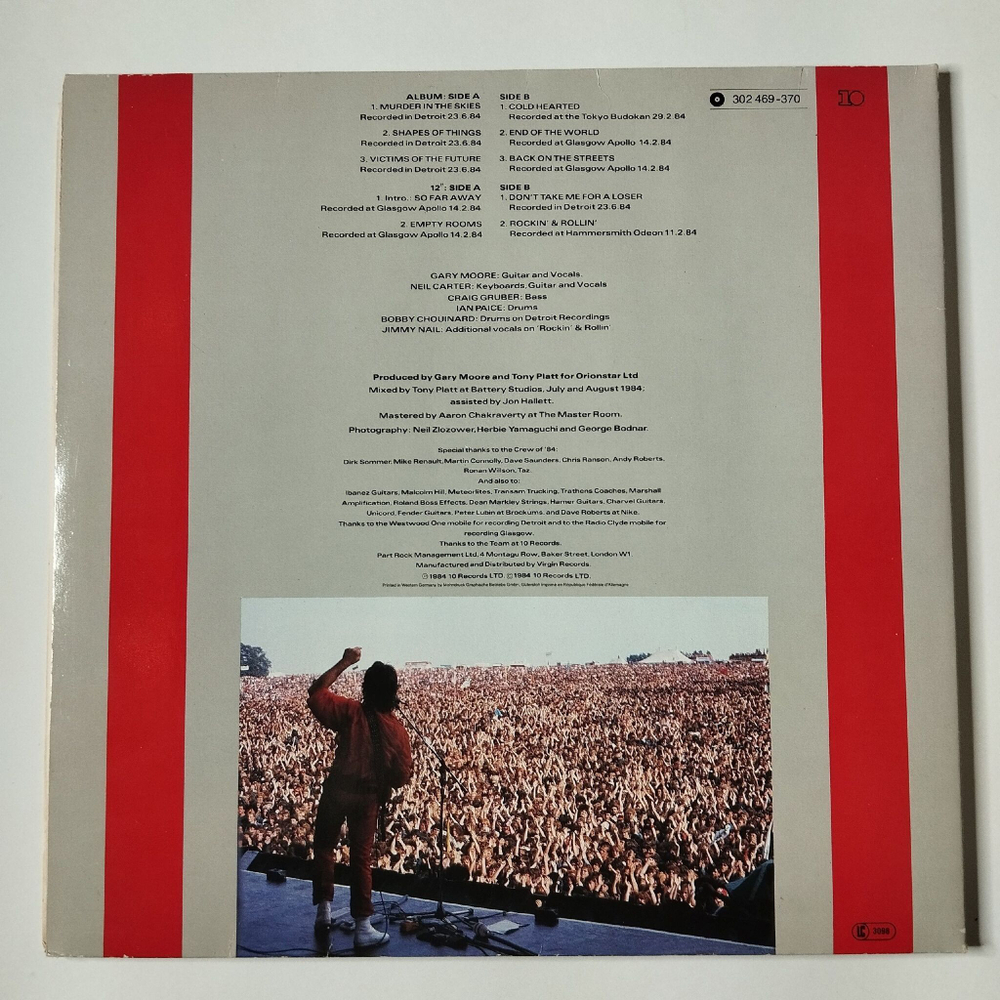 ALBUM: SIDE A
1. MURDER IN THE SKIES
Recorded in Detroit 23.6.84
2. SHAPES OF THINGS
Recorded in Detroit 23.6.84
3. VICTIMS OF THE FUTURE
Recorded in Detroit 23.6.84
12": SIDE A
1. Intro.: SO FAR AWAY
Recorded at Glasgow Apollo 14.2.84
2. EMPTY ROOMS
Recorded at Glasgow Apollo 14.2.84
SIDE B
1. COLD HEARTED
Recorded at the Tokyo Budokan 29.2.84
2. END OF THE WORLD
Recorded at Glasgow Apollo 14.2.84
3. BACK ON THE STREETS
Recorded at Glasgow Apollo 14.2.84
SIDE B
1. DON'T TAKE ME FOR A LOSER
Recorded in Detroit 23.6.84
2. ROCKIN' & ROLLIN'
Recorded at Hammersmith Odeon 11.2.84
302 469-370
10
GARY MOORE: Guitar and Vocals.
NEIL CARTER: Keyboards, Guitar and Vocals
CRAIG GRUBER: Bass
IAN PAICE: Drums
BOBBY CHOUINARD: Drums on Detroit Recordings
JIMMY NAIL: Additional vocals on 'Rockin' & Rollin'
Produced by Gary Moore and Tony Platt for Orionstar Ltd
Mixed by Tony Platt at Battery Studios, July and August 1984;
assisted by Jon Hallett.
Mastered by Aaron Chakraverty at The Master Room.
Photography: Neil Zlozower, Herbie Yamaguchi and George Bodnar.
Special thanks to the Crew of '84:
Dirk Sommer, Mike Renault, Martin Connolly, Dave Saunders, Chris Ranson, Andy Roberts,
Ronan Willson, Taz.
And also to:
Ibanez Guitars, Malcolm Hill, Meteorlites, Transam Trucking, Trathens Coaches, Marshall
Amplification, Roland Boss Effects, Dean Markley Strings, Hamer Guitars, Charvel Guitars,
Unicord, Fender Guitars, Peter Lubin at Brockums, and Dave Roberts at Nike.
Thanks to the Westwood One mobile for recording Detroit and to the Radio Clyde mobile for
recording Glasgow.
Thanks to the Team at 10 Records.
Part Rock Management Ltd, 4 Montagu Row, Baker Street, London W1.
Manufactured and Distributed by Virgin Records.
℗ 1984 10 Records LTD. © 1984 10 Records LTD.
Printed in Western Germany by
LC 3098